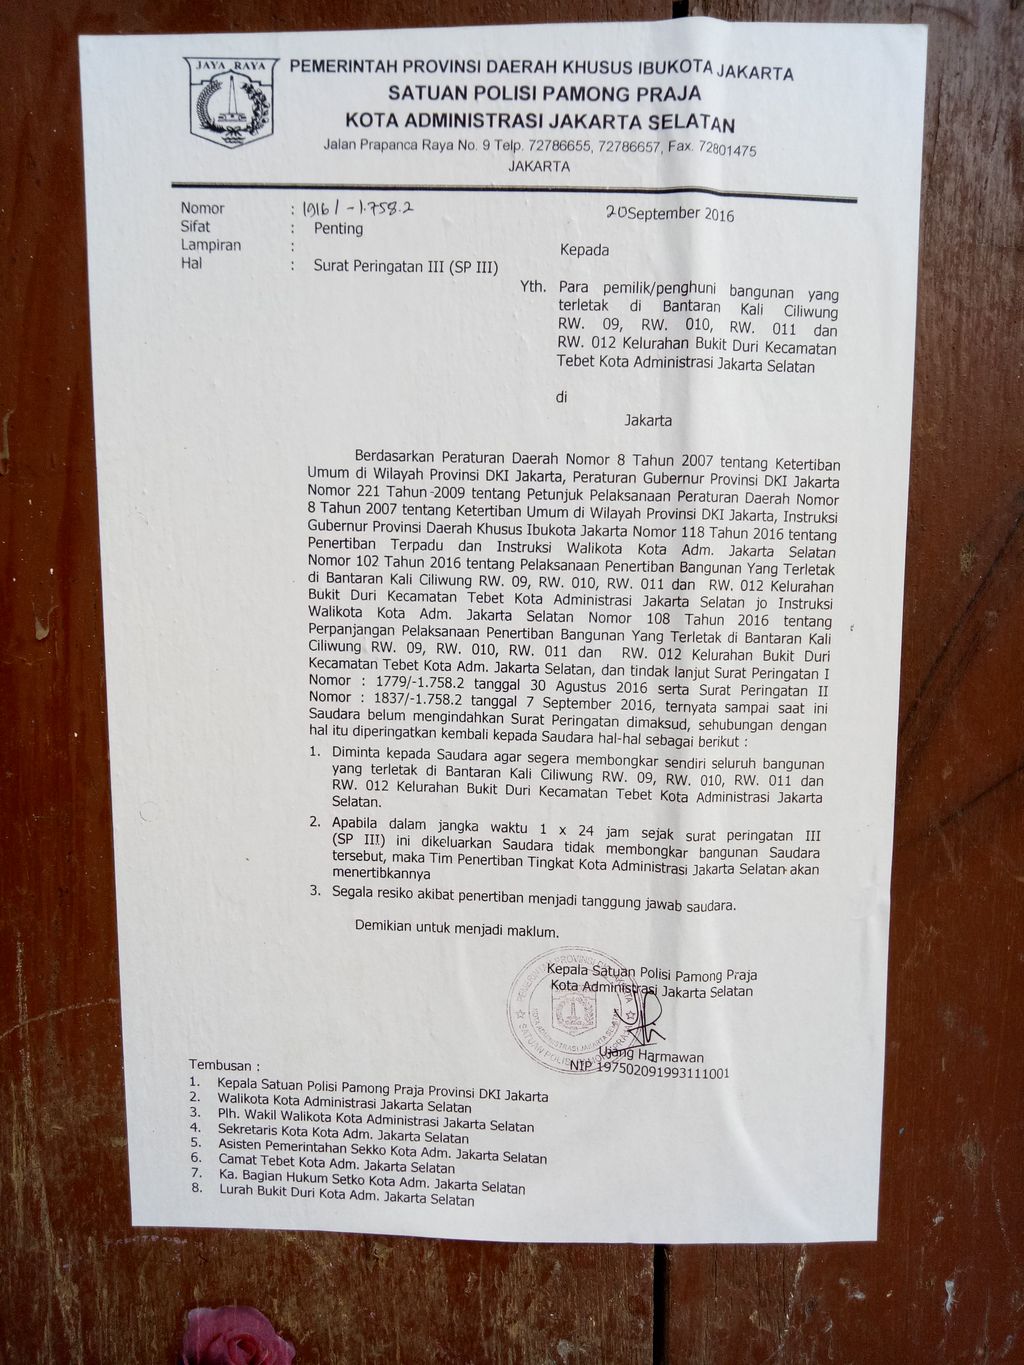 JAYA RAYA
PEMERINTAH PROVINSI DAERAH KHUSUS IBUKOTA JAKARTA
SATUAN POLISI PAMONG PRAJA
KOTA ADMINISTRASI JAKARTA SELATAN
Jalan Prapanca Raya No. 9 Telp. 72786655, 72786657, Fax. 72801475
JAKARTA
Nomor : 1916/-1.758.2
20 September 2016
Sifat : Penting
Lampiran :
Hal : Surat Peringatan III (SP III)
Kepada
Yth. Para pemilik/penghuni bangunan yang
terletak di Bantaran Kali Ciliwung
RW. 09, RW. 010, RW. 011 dan
RW. 012 Kelurahan Bukit Duri Kecamatan
Tebet Kota Administrasi Jakarta Selatan
di
Jakarta
Berdasarkan Peraturan Daerah Nomor 8 Tahun 2007 tentang Ketertiban
Umum di Wilayah Provinsi DKI Jakarta, Peraturan Gubernur Provinsi DKI Jakarta
Nomor 221 Tahun 2009 tentang Petunjuk Pelaksanaan Peraturan Daerah Nomor
8 Tahun 2007 tentang Ketertiban Umum di Wilayah Provinsi DKI Jakarta, Instruksi
Gubernur Provinsi Daerah Khusus Ibukota Jakarta Nomor 118 Tahun 2016 tentang
Penertiban Terpadu dan Instruksi Walikota Kota Adm. Jakarta Selatan
Nomor 102 Tahun 2016 tentang Pelaksanaan Penertiban Bangunan Yang Terletak
di Bantaran Kali Ciliwung RW. 09, RW. 010, RW. 011 dan RW. 012 Kelurahan
Bukit Duri Kecamatan Tebet Kota Administrasi Jakarta Selatan jo Instruksi
Walikota Kota Adm. Jakarta Selatan Nomor 108 Tahun 2016 tentang
Perpanjangan Pelaksanaan Penertiban Bangunan Yang Terletak di Bantaran Kali
Ciliwung RW. 09, RW. 010, RW. 011 dan RW. 012 Kelurahan Bukit Duri
Kecamatan Tebet Kota Adm. Jakarta Selatan, dan tindak lanjut Surat Peringatan I
Nomor : 1779/-1.758.2 tanggal 30 Agustus 2016 serta Surat Peringatan II
Nomor : 1837/-1.758.2 tanggal 7 September 2016, ternyata sampai saat ini
Saudara belum mengindahkan Surat Peringatan dimaksud, sehubungan dengan
hal itu diperingatkan kembali kepada Saudara hal-hal sebagai berikut :
1. Diminta kepada Saudara agar segera membongkar sendiri seluruh bangunan
yang terletak di Bantaran Kali Ciliwung RW. 09, RW. 010, RW. 011 dan
RW. 012 Kelurahan Bukit Duri Kecamatan Tebet Kota Administrasi Jakarta
Selatan.
2. Apabila dalam jangka waktu 1 x 24 jam sejak surat peringatan III
(SP III) ini dikeluarkan Saudara tidak membongkar bangunan Saudara
tersebut, maka Tim Penertiban Tingkat Kota Administrasi Jakarta Selatan akan
menertibkannya
3. Segala resiko akibat penertiban menjadi tanggung jawab saudara.
Demikian untuk menjadi maklum.
Kepala Satuan Polisi Pamong Praja
Kota Administrasi Jakarta Selatan
Ujang Harmawan
NIP 197502091993111001
Tembusan :
1. Kepala Satuan Polisi Pamong Praja Provinsi DKI Jakarta
2. Walikota Kota Administrasi Jakarta Selatan
3. Plh. Wakil Walikota Kota Administrasi Jakarta Selatan
4. Sekretaris Kota Kota Adm. Jakarta Selatan
5. Asisten Pemerintahan Sekko Kota Adm. Jakarta Selatan
6. Camat Tebet Kota Adm. Jakarta Selatan
7. Ka. Bagian Hukum Setko Kota Adm. Jakarta Selatan
8. Lurah Bukit Duri Kota Adm. Jakarta Selatan